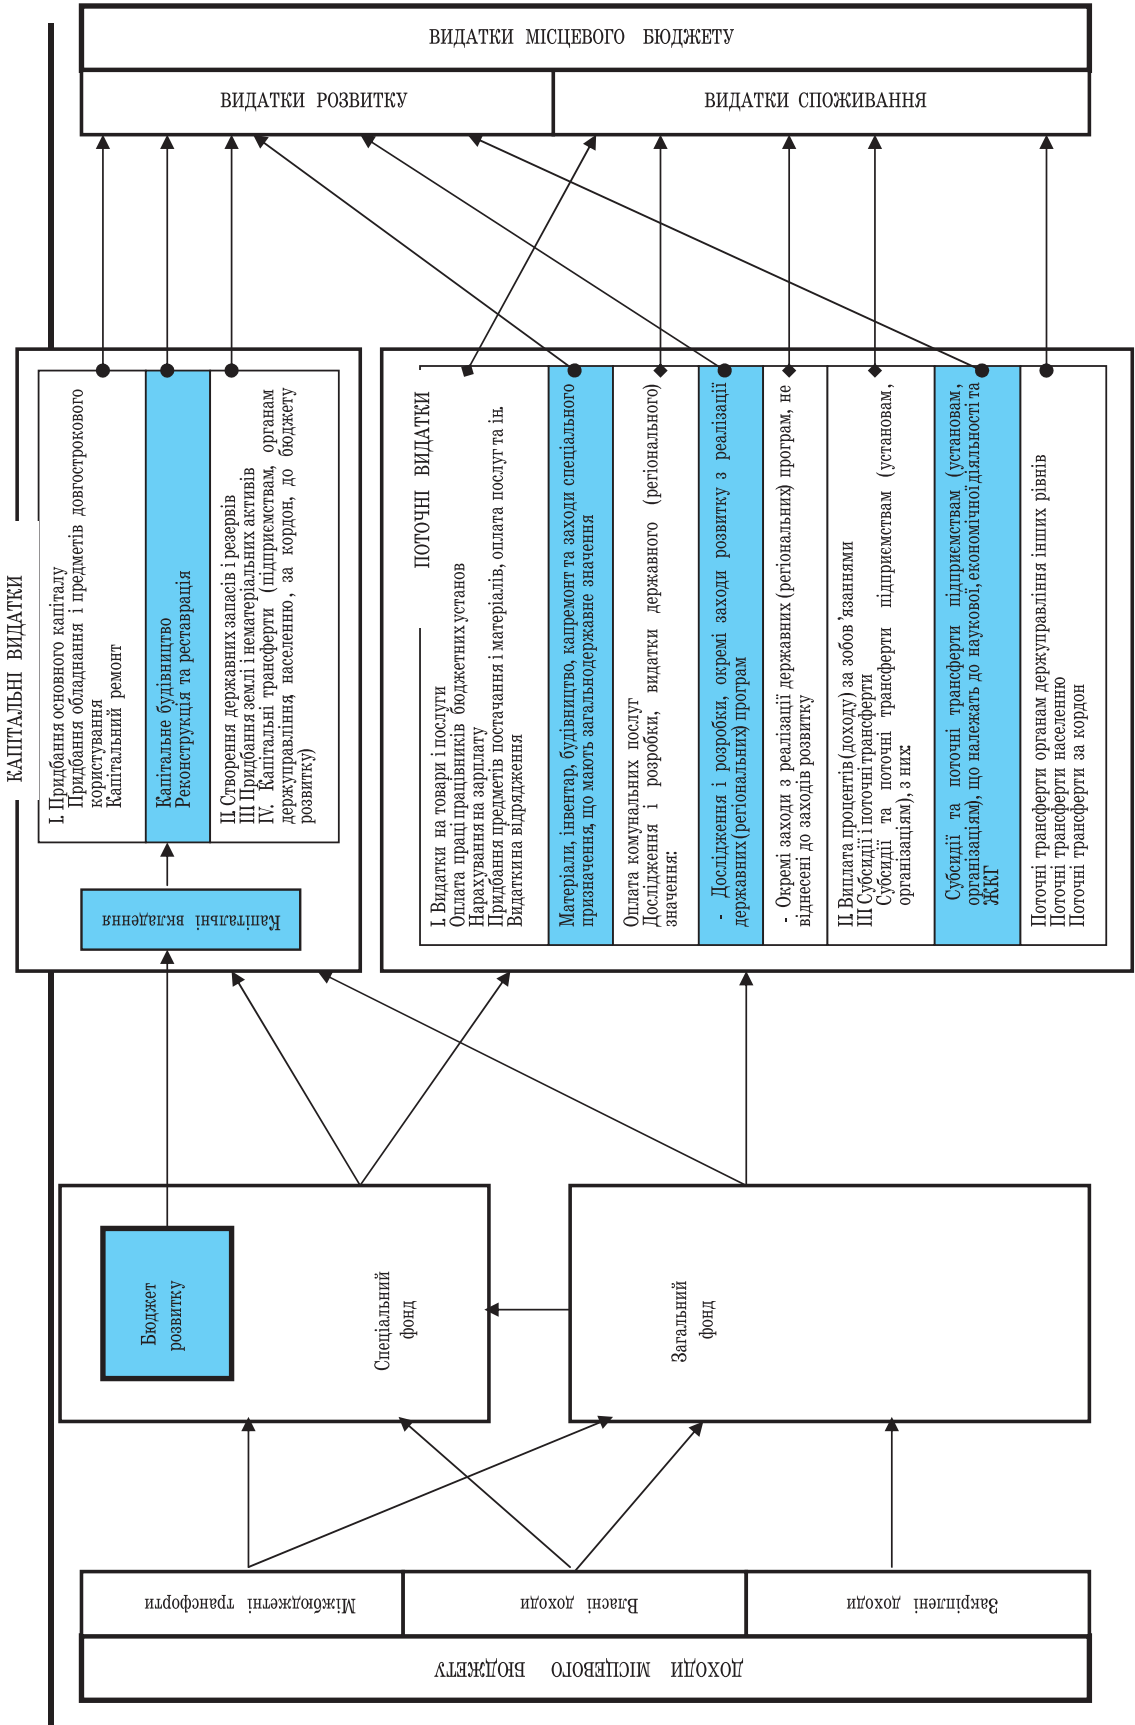 ВИДАТКИ МІСЦЕВОГО БЮДЖЕТУ
ВИДАТКИ РОЗВИТКУ
ВИДАТКИ СПОЖИВАННЯ
КАПІТАЛЬНІ ВИДАТКИ
І. Придбання основного капіталу
Придбання обладнання і предметів довгострокового
користування
Капітальний ремонт
Капітальне будівництво
Реконструкція та реставрація
ІІ. Створення державних запасів і резервів
ІІІ Придбання землі і нематеріальних активів
IV. Капітальні трансферти (підприємствам, органам
держуправління, населенню, за кордон, до бюджету
розвитку)
Капітальні вкладення
ПОТОЧНІ ВИДАТКИ
І. Видатки на товари і послуги
Оплата праці працівників бюджетних установ
Нарахування на зарплату
Придбання предметів постачання і матеріалів, оплата послуг та ін.
Видатки на відрядження
Матеріали, інвентар, будівництво, капремонт та заходи спеціального
призначення, що мають загальнодержавне значення
Оплата комунальних послуг
Дослідження і розробки, видатки державного (регіонального)
значення:
- Дослідження і розробки, окремі заходи розвитку з реалізації
державних (регіональних) програм
- Окремі заходи з реалізації державних (регіональних) програм, не
віднесені до заходів розвитку
ІІ. Виплата процентів (доходу) за зобов'язаннями
ІІІ Субсидії і поточні трансферти
Субсидії та поточні трансферти підприємствам (установам,
організаціям), з них:
Субсидії та поточні трансферти підприємствам (установам,
організаціям), що належать до наукової, економічної діяльності та
ЖКГ
Поточні трансферти органам держуправління інших рівнів
Поточні трансферти населенню
Поточні трансферти за кордон
Бюджет
розвитку
Спеціальний
фонд
Загальний
фонд
Міжбюджетні трансферти
Власні доходи
Закріплені доходи
ДОХОДИ МІСЦЕВОГО БЮДЖЕТУ